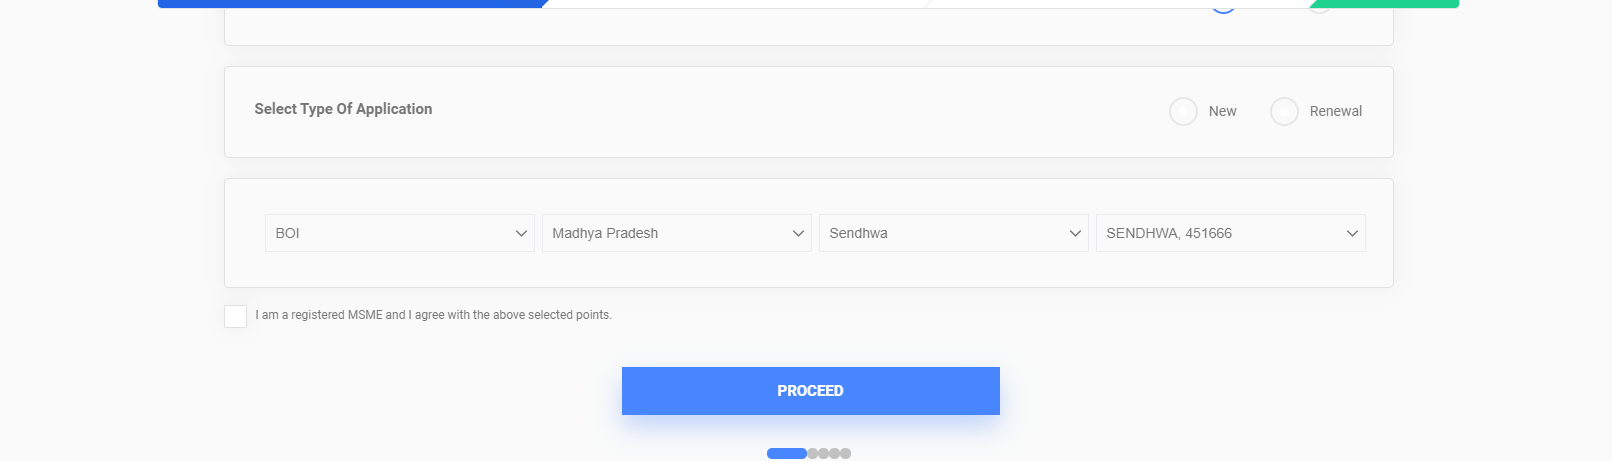 Select Type Of Application
New
Renewal
BOI
Madhya Pradesh
Sendhwa
SENDHWA, 451666
I am a registered MSME and I agree with the above selected points.
PROCEED